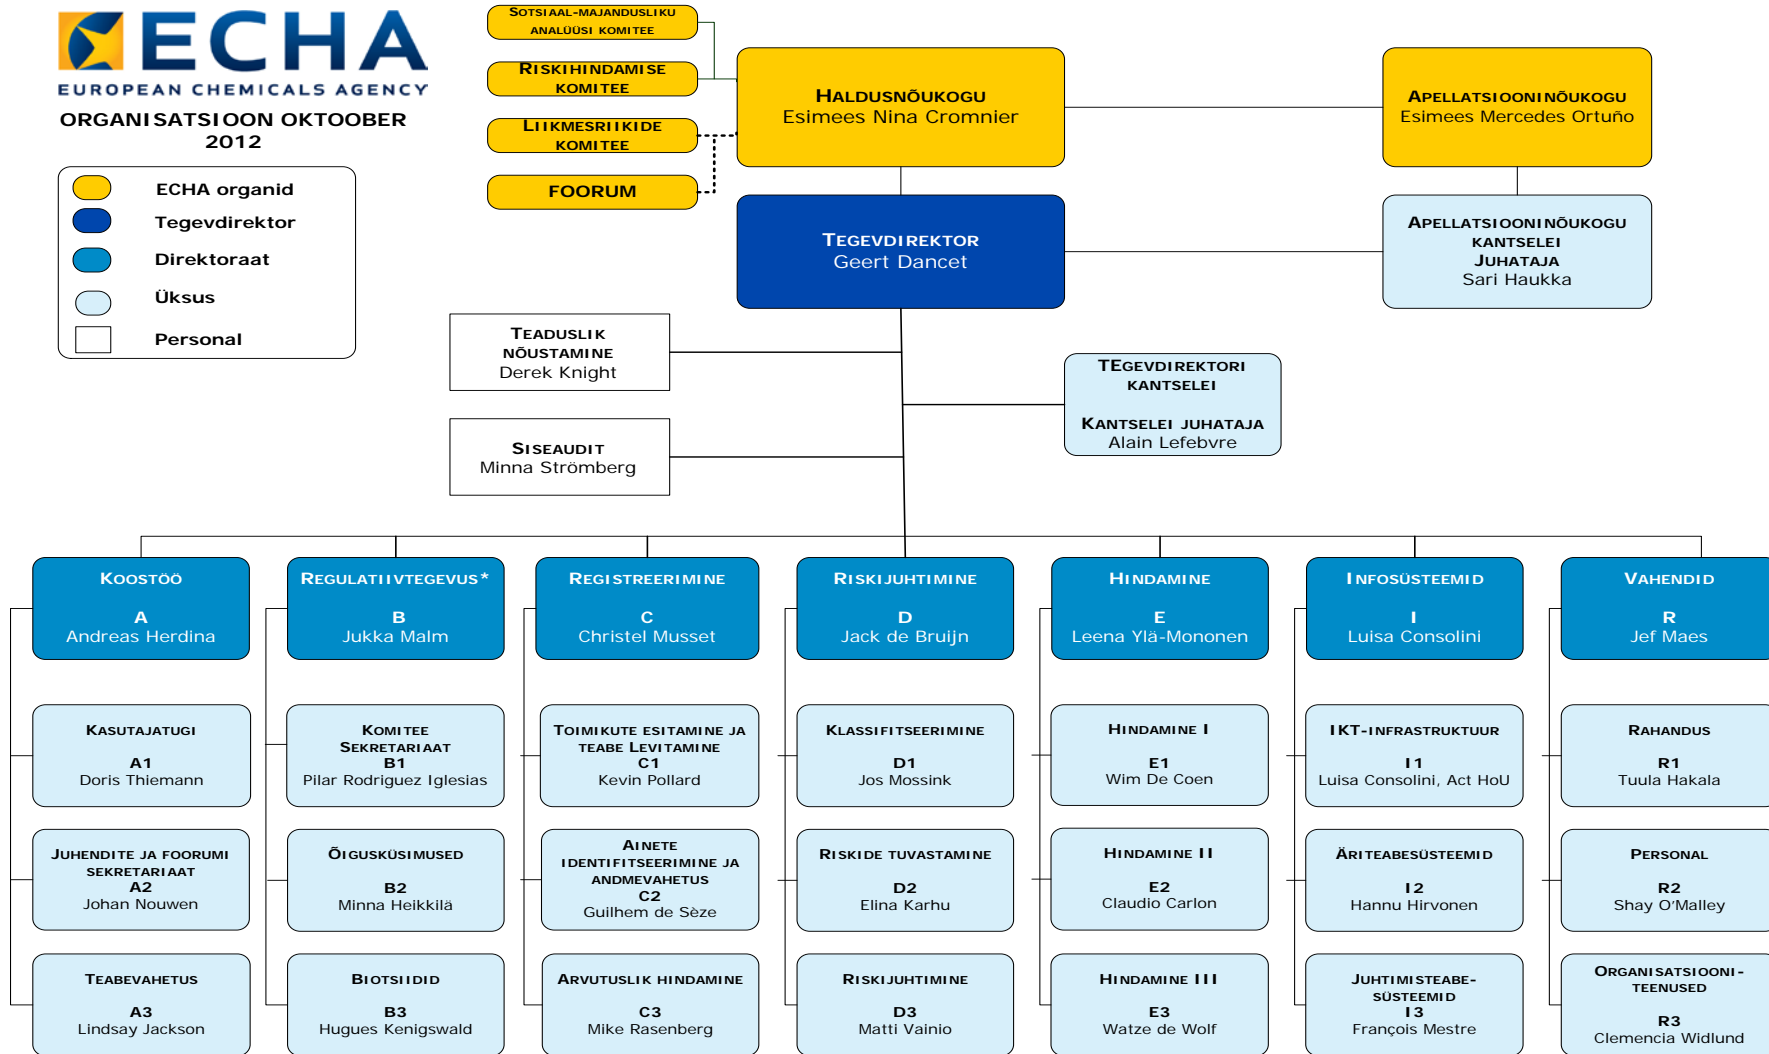 ECHA
EUROPEAN CHEMICALS AGENCY
ORGANISATSIOON OKTOOBER
2012
ECHA organid
Tegevdirektor
Direktoraat
Üksus
Personal
SOTSIAAL-MAJANDUSLIKU
ANALÜÜSI KOMITEE
RISKIHINDAMISE
KOMITEE
LIIKMESRIIKIDE
KOMITEE
FOORUM
HALDUSNÕUKOGU
Esimees Nina Cromnier
APELLATSIOONINÕUKOGU
Esimees Mercedes Ortuño
TEGEVDIREKTOR
Geert Dancet
APELLATSIOONINÕUKOGU
KANTSELEI
JUHATAJA
Sari Haukka
TEADUSLIK
NÕUSTAMINE
Derek Knight
TEGEVDIREKTORI
KANTSELEI
KANTSELEI JUHATAJA
Alain Lefebvre
SISEAUDIT
Minna Strömberg
KOOSTÖÖ
A
Andreas Herdina
REGULATIIVTEGEVUS*
B
Jukka Malm
REGISTREERIMINE
C
Christel Musset
RISKIJUHTIMINE
D
Jack de Bruijn
HINDAMINE
E
Leena Ylä-Mononen
INFOSÜSTEEMID
I
Luisa Consolini
VAHENDID
R
Jef Maes
KASUTAJATUGI
A1
Doris Thiemann
KOMITEE
SEKRETARIAAT
B1
Pilar Rodriguez Iglesias
TOIMIKUTE ESITAMINE JA
TEABE LEVITAMINE
C1
Kevin Pollard
KLASSIFITSEERIMINE
D1
Jos Mossink
HINDAMINE I
E1
Wim De Coen
IKT-INFRASTRUKTUUR
I1
Luisa Consolini, Act HoU
RAHANDUS
R1
Tuula Hakala
JUHENDITE JA FOORUMI
SEKRETARIAAT
A2
Johan Nouwen
ÕIGUSKÜSIMUSED
B2
Minna Heikkilä
AINETE
IDENTIFITSEERIMINE JA
ANDMEVAHETUS
C2
Guilhem de Sèze
RISKIDE TUVASTAMINE
D2
Elina Karhu
HINDAMINE II
E2
Claudio Carlon
ÄRITEABESÜSTEEMID
I2
Hannu Hirvonen
PERSONAL
R2
Shay O'Malley
TEABEVAHETUS
A3
Lindsay Jackson
BIOTSIIDID
B3
Hugues Kenigswald
ARVUTUSLIK HINDAMINE
C3
Mike Rasenberg
RISKIJUHTIMINE
D3
Matti Vainio
HINDAMINE III
E3
Watze de Wolf
JUHTIMISTEABE-
SÜSTEEMID
I3
François Mestre
ORGANISATSIOONI-
TEENUSED
R3
Clemencia Widlund